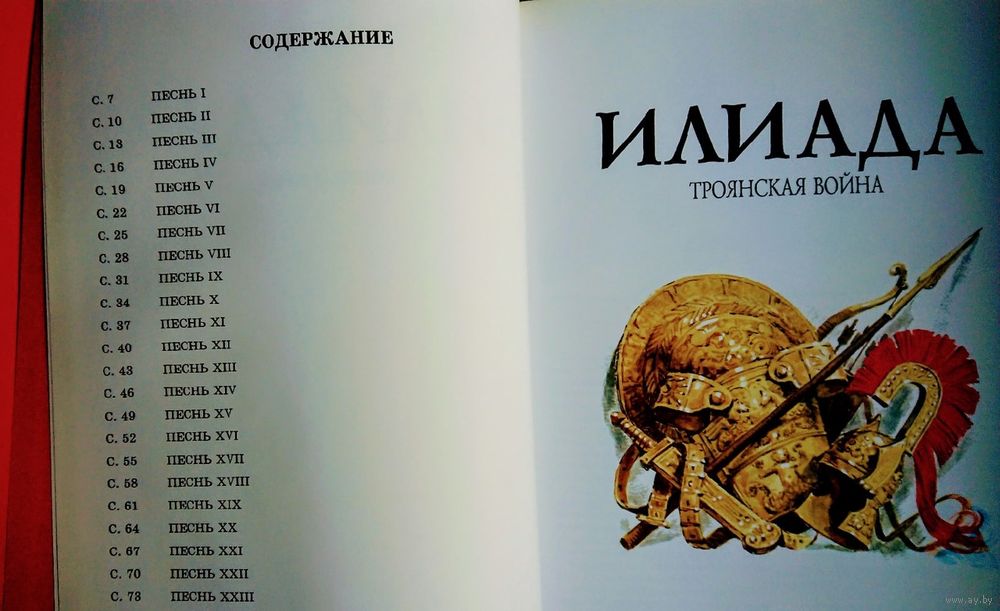 СОДЕРЖАНИЕ
С. 7 ПЕСНЬ I
С. 10 ПЕСНЬ II
С. 13 ПЕСНЬ III
С. 16 ПЕСНЬ IV
С. 19 ПЕСНЬ V
С. 22 ПЕСНЬ VI
С. 25 ПЕСНЬ VII
С. 28 ПЕСНЬ VIII
С. 31 ПЕСНЬ IX
С. 34 ПЕСНЬ X
С. 37 ПЕСНЬ XI
С. 40 ПЕСНЬ XII
С. 43 ПЕСНЬ XIII
С. 46 ПЕСНЬ XIV
С. 49 ПЕСНЬ XV
С. 52 ПЕСНЬ XVI
С. 55 ПЕСНЬ XVII
С. 58 ПЕСНЬ XVIII
С. 61 ПЕСНЬ XIX
С. 64 ПЕСНЬ XX
С. 67 ПЕСНЬ XXI
С. 70 ПЕСНЬ XXII
С. 73 ПЕСНЬ XXIII
ИЛИАДА
ТРОЯНСКАЯ ВОЙНА
www.ay.by